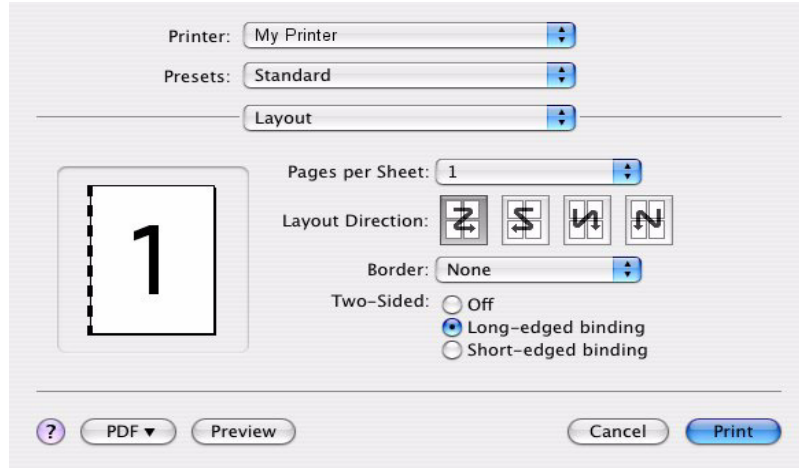 Printer: My Printer
Presets: Standard
Layout
Pages per Sheet: 1
1
Layout Direction:
Border: None
Two-Sided: Off
Long-edged binding
Short-edged binding
? PDF▼ Preview Cancel Print